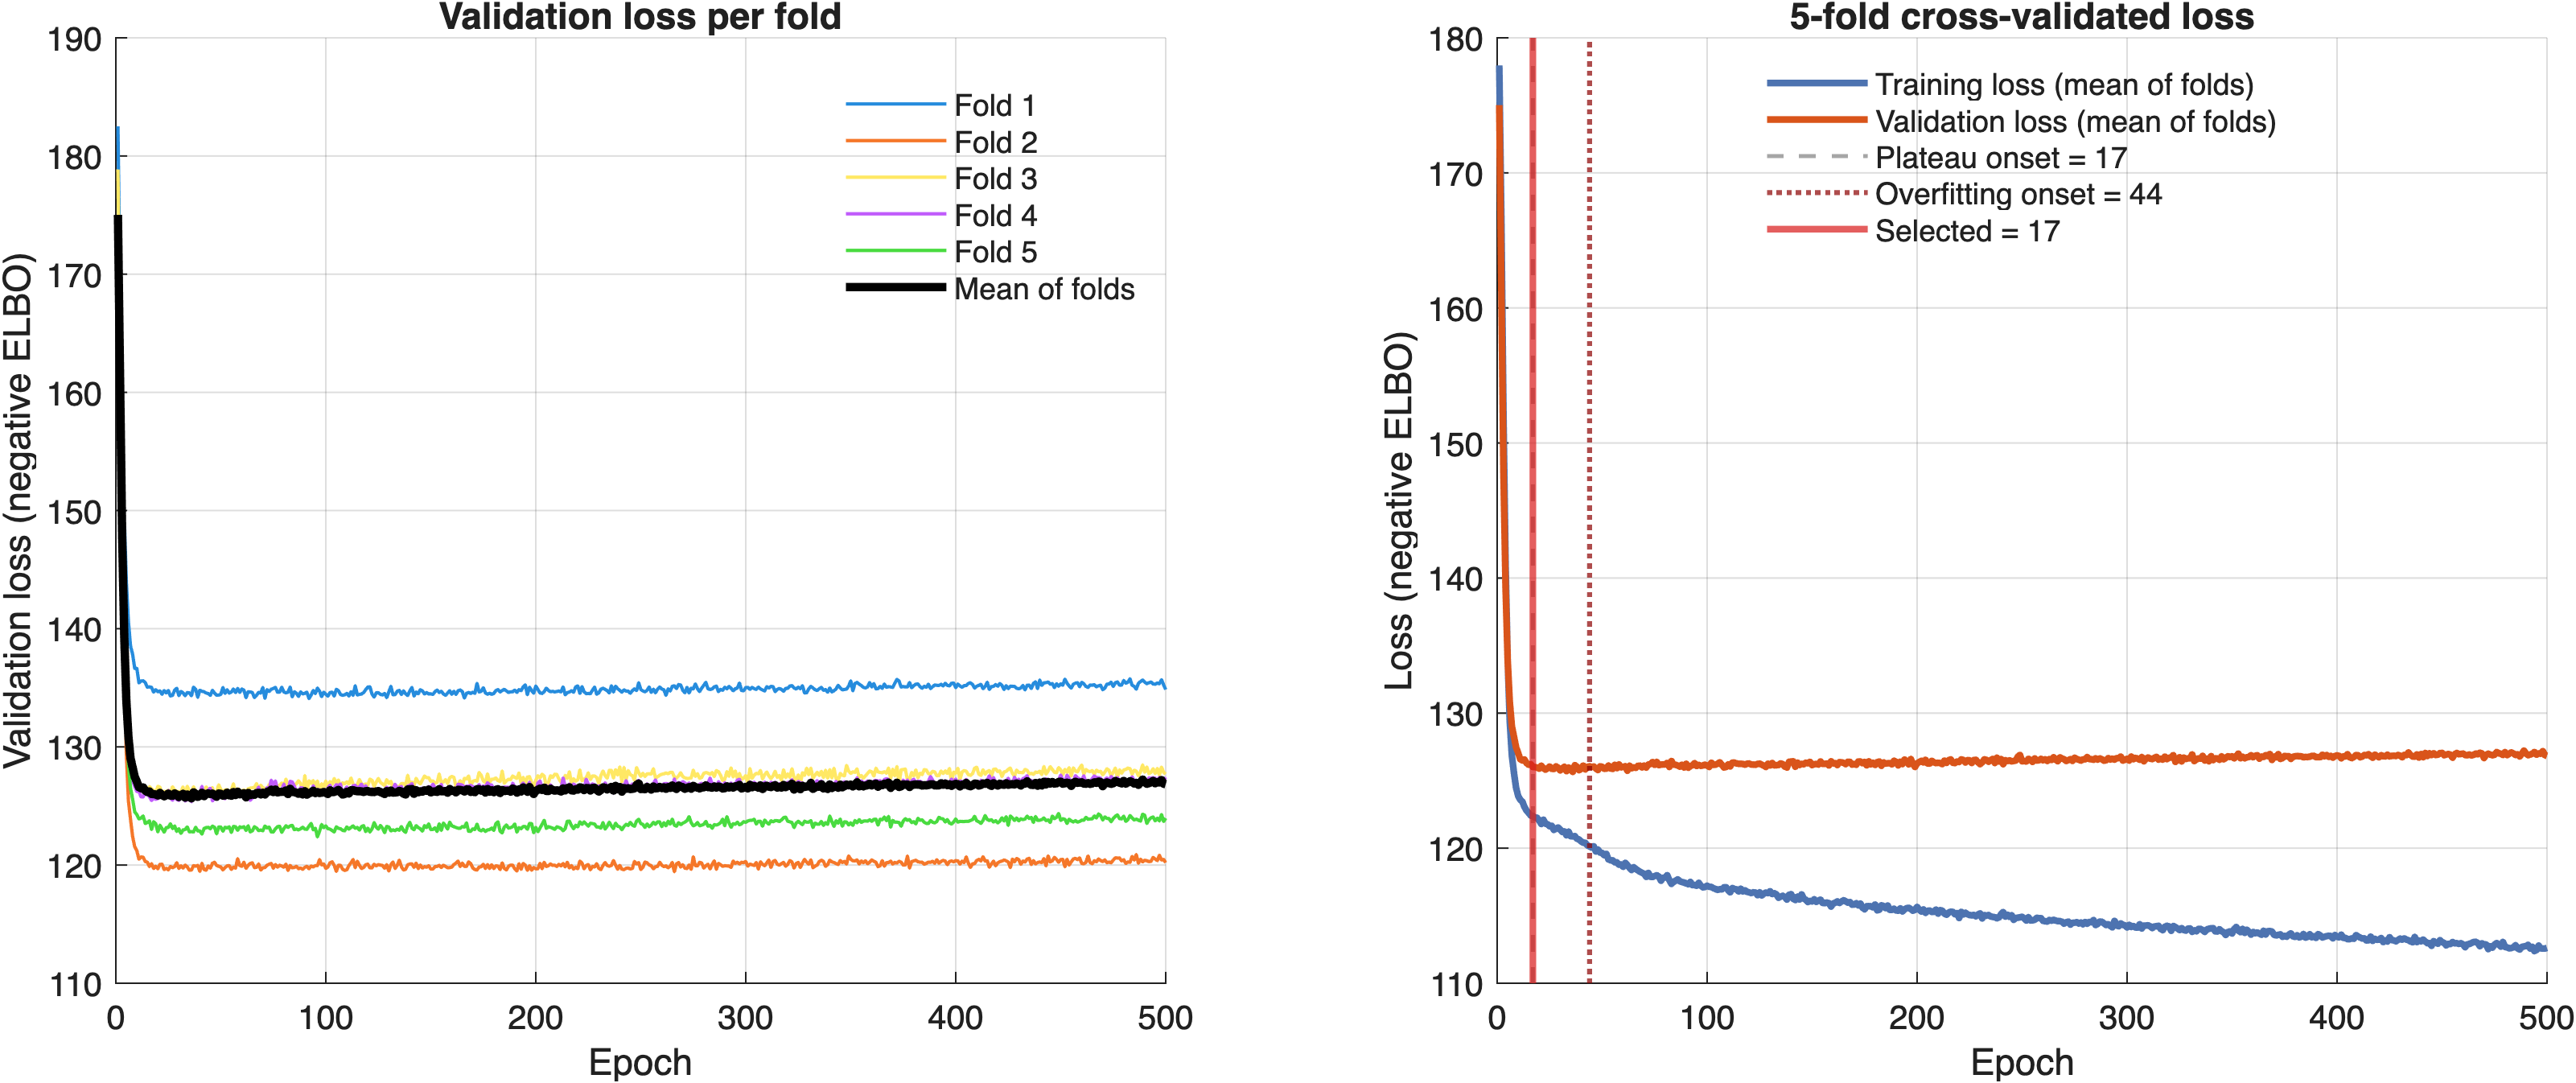 Validation loss per fold
Validation loss (negative ELBO)
190
180
170
160
150
140
130
120
110
0
100
200
300
400
500
Epoch
Fold 1
Fold 2
Fold 3
Fold 4
Fold 5
Mean of folds
5-fold cross-validated loss
Loss (negative ELBO)
180
170
160
150
140
130
120
110
0
100
200
300
400
500
Epoch
Training loss (mean of folds)
Validation loss (mean of folds)
Plateau onset = 17
Overfitting onset = 44
Selected = 17